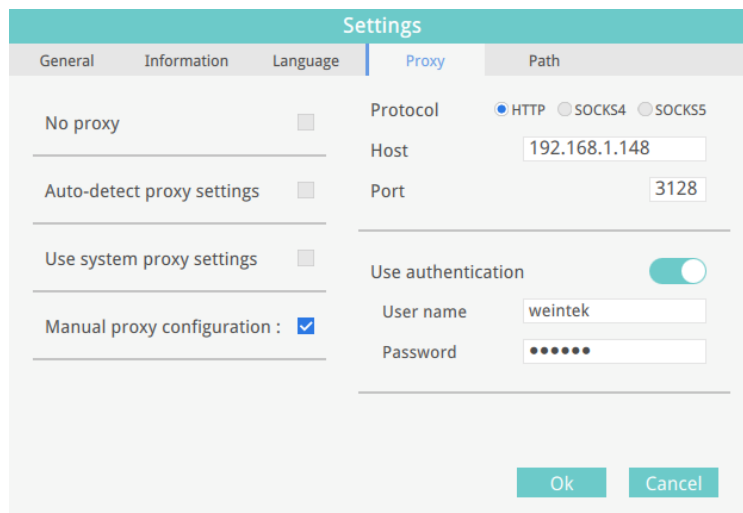 Settings
General Information Language Proxy Path
No proxy
Auto-detect proxy settings
Use system proxy settings
Manual proxy configuration :
Protocol HTTP SOCKS4 SOCKS5
Host 192.168.1.148
Port 3128
Use authentication
User name weintek
Password ●●●●●●
Ok Cancel